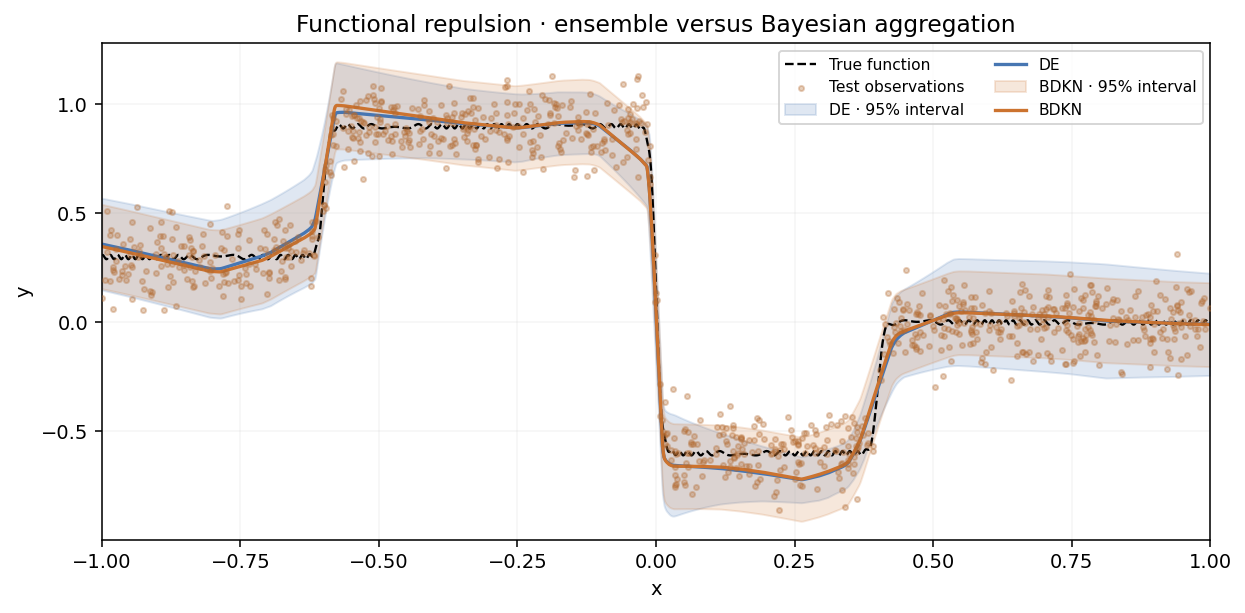 Functional repulsion · ensemble versus Bayesian aggregation
True function
Test observations
DE · 95% interval
DE
BDKN · 95% interval
BDKN
y
1.0
0.5
0.0
−0.5
−1.00
−0.75
−0.50
−0.25
0.00
0.25
0.50
0.75
1.00
x